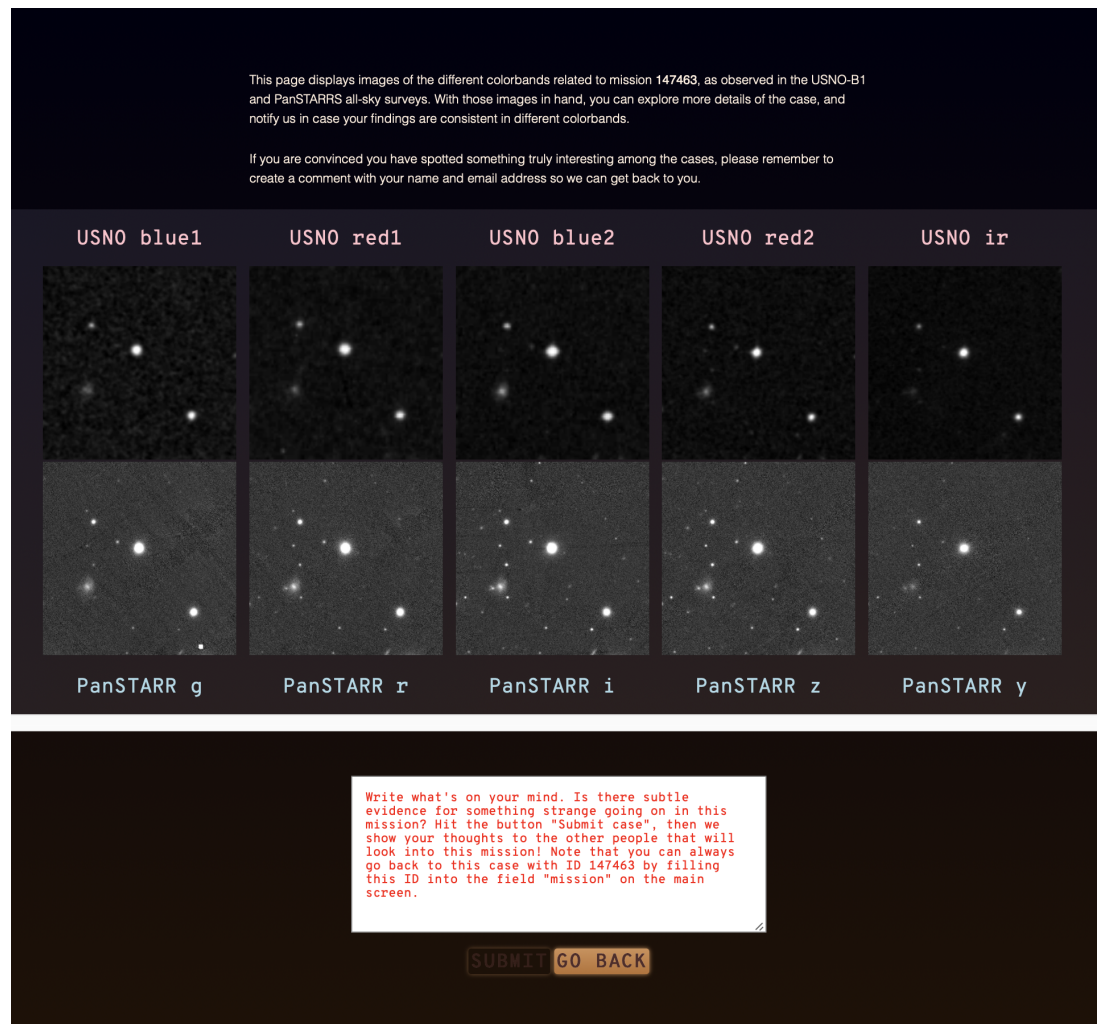 This page displays images of the different colorbands related to mission 147463, as observed in the USNO-B1
and PanSTARRS all-sky surveys. With those images in hand, you can explore more details of the case, and
notify us in case your findings are consistent in different colorbands.
If you are convinced you have spotted something truly interesting among the cases, please remember to
create a comment with your name and email address so we can get back to you.
USNO blue1 USNO red1 USNO blue2 USNO red2 USNO ir
PanSTARR g PanSTARR r PanSTARR i PanSTARR z PanSTARR y
Write what's on your mind. Is there subtle
evidence for something strange going on in this
mission? Hit the button "Submit case", then we
show your thoughts to the other people that will
look into this mission! Note that you can always
go back to this case with ID 147463 by filling
this ID into the field "mission" on the main
screen.
SUBMIT GO BACK